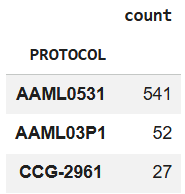 count
PROTOCOL
AAML0531 541
AAML03P1 52
CCG-2961 27